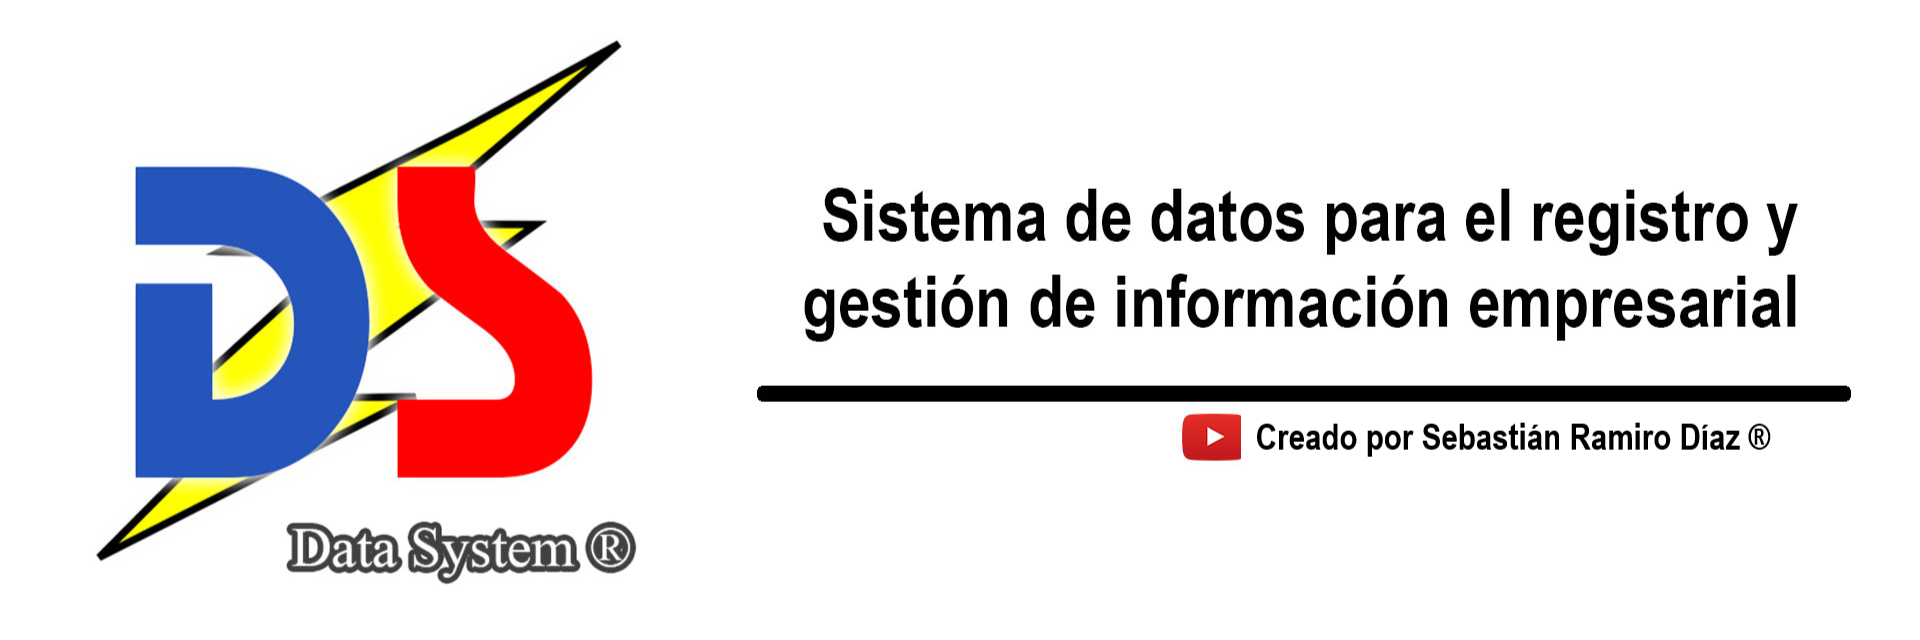 DS
Data System ®
Sistema de datos para el registro y
gestión de información empresarial
Creado por Sebastián Ramiro Díaz ®